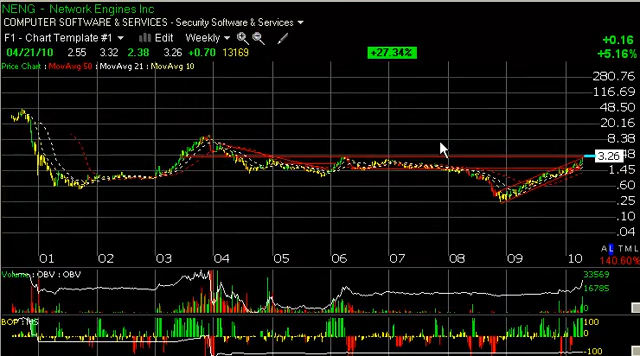 NENG - Network Engines Inc
COMPUTER SOFTWARE & SERVICES - Security Software & Services
F1 - Chart Template #1 Edit Weekly
04/21/10 2.55 3.32 2.38 3.26 +0.70 13169
+27.34%
+0.16
+5.16%
Price Chart : MovAvg 50 : MovAvg 21 : MovAvg 10
280.76
116.69
48.50
20.16
8.38
3.26
1.45
.60
.25
.10
.04
A L T M L
01 02 03 04 05 06 07 08 09 10
140.60%
Volume : OBV : OBV
33569
16785
0
BOP
100
0
-100